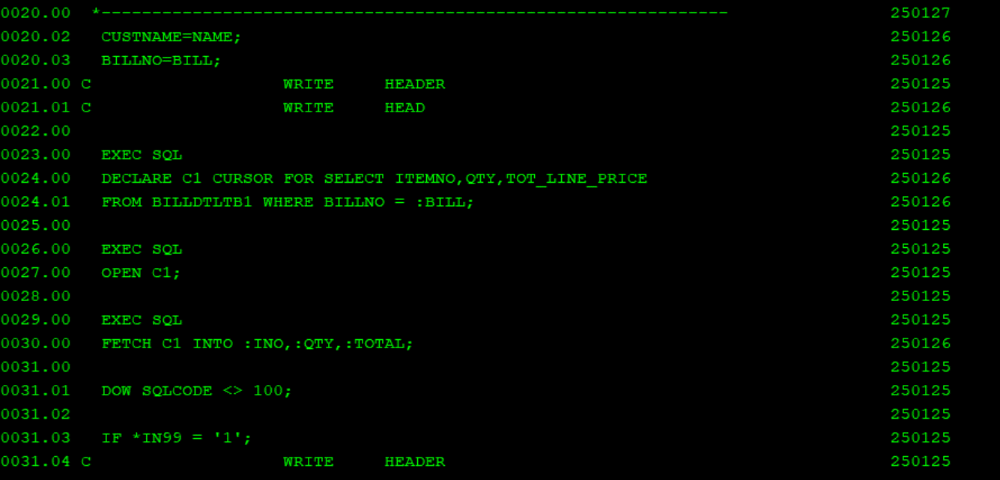 0020.00  *-------------------------------------------------------------- 250127
0020.02   CUSTNAME=NAME; 250126
0020.03   BILLNO=BILL; 250126
0021.00 C                   WRITE     HEADER 250125
0021.01 C                   WRITE     HEAD 250126
0022.00 250125
0023.00   EXEC SQL 250125
0024.00   DECLARE C1 CURSOR FOR SELECT ITEMNO,QTY,TOT_LINE_PRICE 250126
0024.01   FROM BILLDTLTB1 WHERE BILLNO = :BILL; 250126
0025.00 250125
0026.00   EXEC SQL 250125
0027.00   OPEN C1; 250125
0028.00 250125
0029.00   EXEC SQL 250125
0030.00   FETCH C1 INTO :INO,:QTY,:TOTAL; 250126
0031.00 250125
0031.01   DOW SQLCODE <> 100; 250125
0031.02 250125
0031.03   IF *IN99 = '1'; 250125
0031.04 C                   WRITE     HEADER 250125